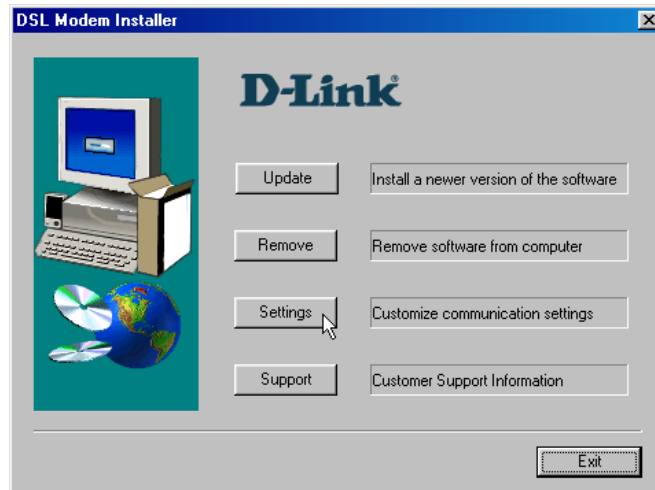 DSL Modem Installer
D-Link®
Update
Install a newer version of the software
Remove
Remove software from computer
Settings
Customize communication settings
Support
Customer Support Information
Exit